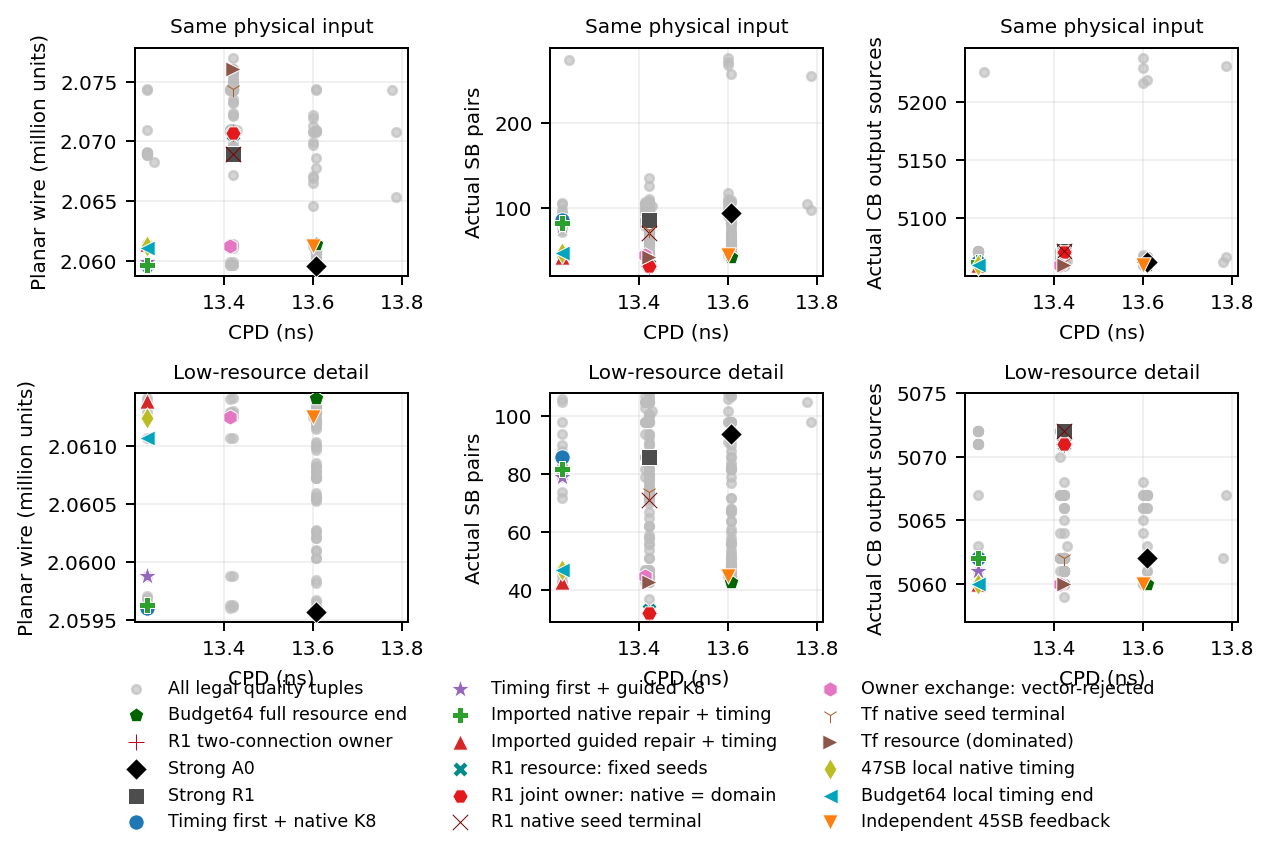 Same physical input
Planar wire (million units)
2.075
2.070
2.065
2.060
13.4
13.6
13.8
CPD (ns)
Same physical input
Actual SB pairs
200
100
13.4
13.6
13.8
CPD (ns)
Same physical input
Actual CB output sources
5200
5150
5100
13.4
13.6
13.8
CPD (ns)
Low-resource detail
Planar wire (million units)
2.0610
2.0605
2.0600
2.0595
13.4
13.6
13.8
CPD (ns)
Low-resource detail
Actual SB pairs
100
80
60
40
13.4
13.6
13.8
CPD (ns)
Low-resource detail
Actual CB output sources
5075
5070
5065
5060
13.4
13.6
13.8
CPD (ns)
All legal quality tuples
Budget64 full resource end
R1 two-connection owner
Strong A0
Strong R1
Timing first + native K8
Timing first + guided K8
Imported native repair + timing
Imported guided repair + timing
R1 resource: fixed seeds
R1 joint owner: native = domain
R1 native seed terminal
Owner exchange: vector-rejected
Tf native seed terminal
Tf resource (dominated)
47SB local native timing
Budget64 local timing end
Independent 45SB feedback